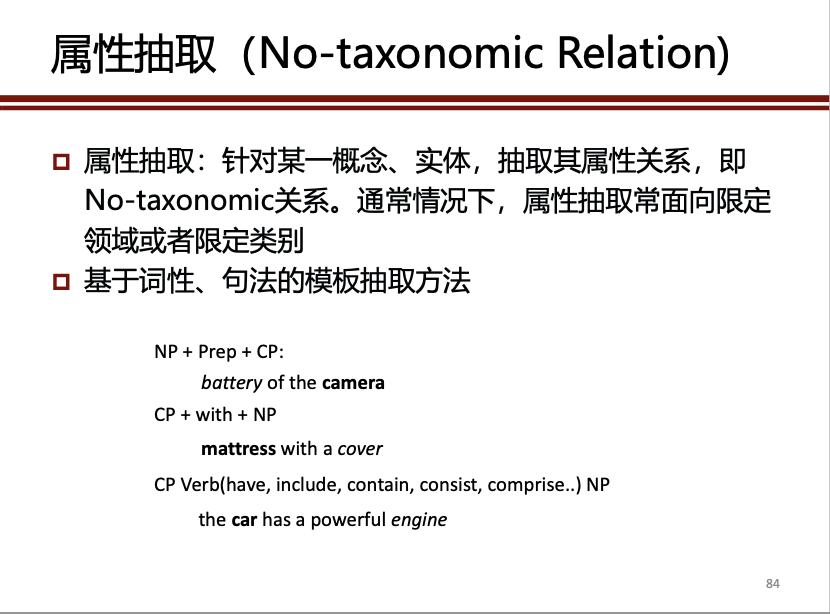 属性抽取（No-taxonomic Relation)
属性抽取：针对某一概念、实体，抽取其属性关系，即
No-taxonomic关系。通常情况下，属性抽取常面向限定
领域或者限定类别
基于词性、句法的模板抽取方法
NP + Prep + CP:
battery of the camera
CP + with + NP
mattress with a cover
CP Verb(have, include, contain, consist, comprise..) NP
the car has a powerful engine
84